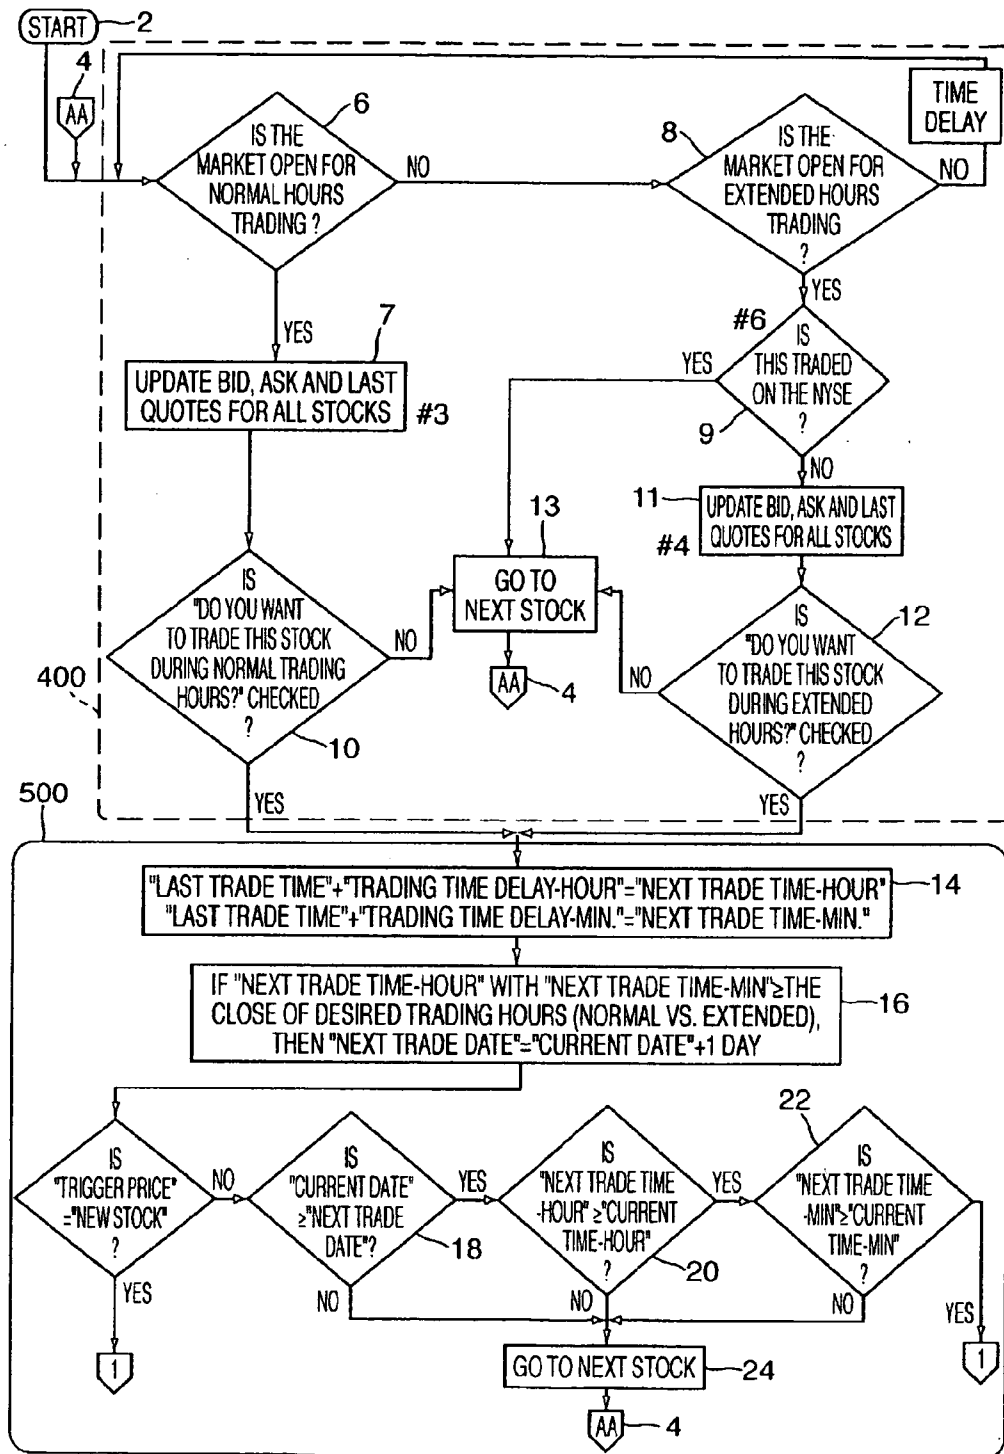 START
2
4
AA
6
IS THE
MARKET OPEN FOR
NORMAL HOURS
TRADING ?
NO
8
IS THE
MARKET OPEN FOR
EXTENDED HOURS
TRADING
?
NO
TIME
DELAY
YES
7
UPDATE BID, ASK AND LAST
QUOTES FOR ALL STOCKS
#3
YES
#6
IS
THIS TRADED
ON THE NYSE
?
YES
9
NO
11
UPDATE BID, ASK AND LAST
QUOTES FOR ALL STOCKS
#4
13
GO TO
NEXT STOCK
AA
4
IS
"DO YOU WANT
TO TRADE THIS STOCK
DURING NORMAL TRADING
HOURS?" CHECKED
?
NO
10
YES
IS
"DO YOU WANT
TO TRADE THIS STOCK
DURING EXTENDED
HOURS?" CHECKED
?
NO
12
YES
400
500
"LAST TRADE TIME"+"TRADING TIME DELAY-HOUR"="NEXT TRADE TIME-HOUR"
"LAST TRADE TIME"+"TRADING TIME DELAY-MIN."="NEXT TRADE TIME-MIN."
14
IF "NEXT TRADE TIME-HOUR" WITH "NEXT TRADE TIME-MIN"≥THE
CLOSE OF DESIRED TRADING HOURS (NORMAL VS. EXTENDED),
THEN "NEXT TRADE DATE"="CURRENT DATE"+1 DAY
16
IS
"TRIGGER PRICE"
="NEW STOCK"
?
NO
YES
1
IS
"CURRENT DATE"
≥"NEXT TRADE
DATE"?
YES
18
NO
IS
"NEXT TRADE TIME
-HOUR" ≥"CURRENT
TIME-HOUR"
?
YES
20
NO
22
IS
"NEXT TRADE TIME
-MIN"≥"CURRENT
TIME-MIN"
?
NO
YES
1
GO TO NEXT STOCK
24
AA
4